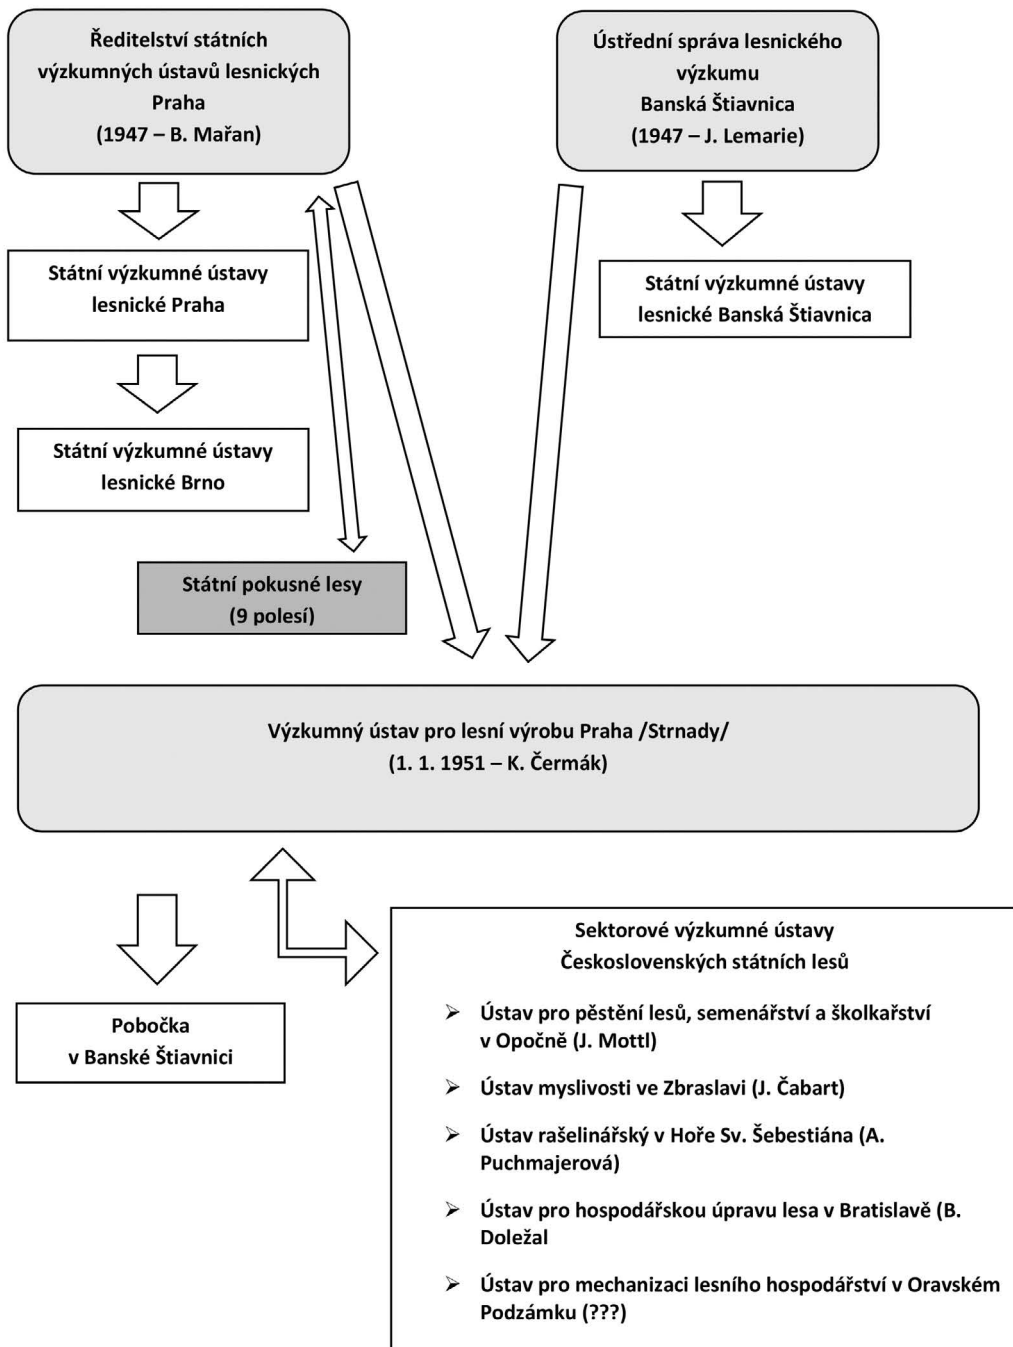 Ředitelství státních
výzkumných ústavů lesnických
Praha
(1947 – B. Mařan)
Ústřední správa lesnického
výzkumu
Banská Štiavnica
(1947 – J. Lemarie)
Státní výzkumné ústavy
lesnické Praha
Státní výzkumné ústavy
lesnické Banská Štiavnica
Státní výzkumné ústavy
lesnické Brno
Státní pokusné lesy
(9 polesí)
Výzkumný ústav pro lesní výrobu Praha /Strnady/
(1. 1. 1951 – K. Čermák)
Pobočka
v Banské Štiavnici
Sektorové výzkumné ústavy
Československých státních lesů
➢ Ústav pro pěstění lesů, semenářství a školkařství
v Opočně (J. Mottl)
➢ Ústav myslivosti ve Zbraslavi (J. Čabart)
➢ Ústav rašelinářský v Hoře Sv. Šebestiána (A.
Puchmajerová)
➢ Ústav pro hospodářskou úpravu lesa v Bratislavě (B.
Doležal
➢ Ústav pro mechanizaci lesního hospodářství v Oravském
Podzámku (???)